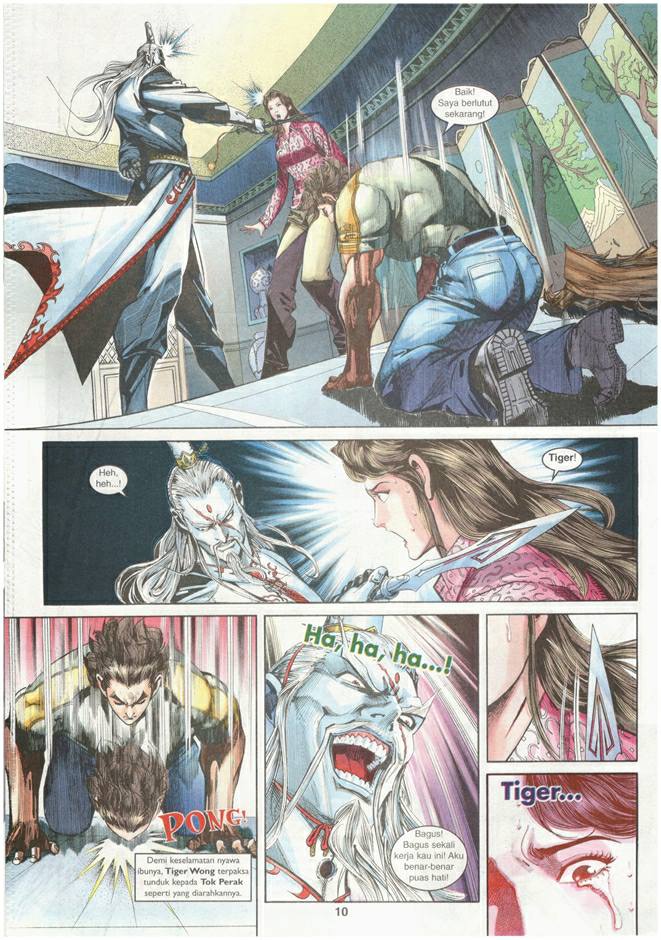 Baik!
Saya berlutut
sekarang!
Heh,
heh...!
Tiger!
PONG!
Demi keselamatan nyawa
ibunya, Tiger Wong terpaksa
tunduk kepada Tok Perak
seperti yang diarahkannya.
Ha, ha, ha...!
Bagus!
Bagus sekali
kerja kau ini! Aku
benar-benar
puas hati!
Tiger...
10